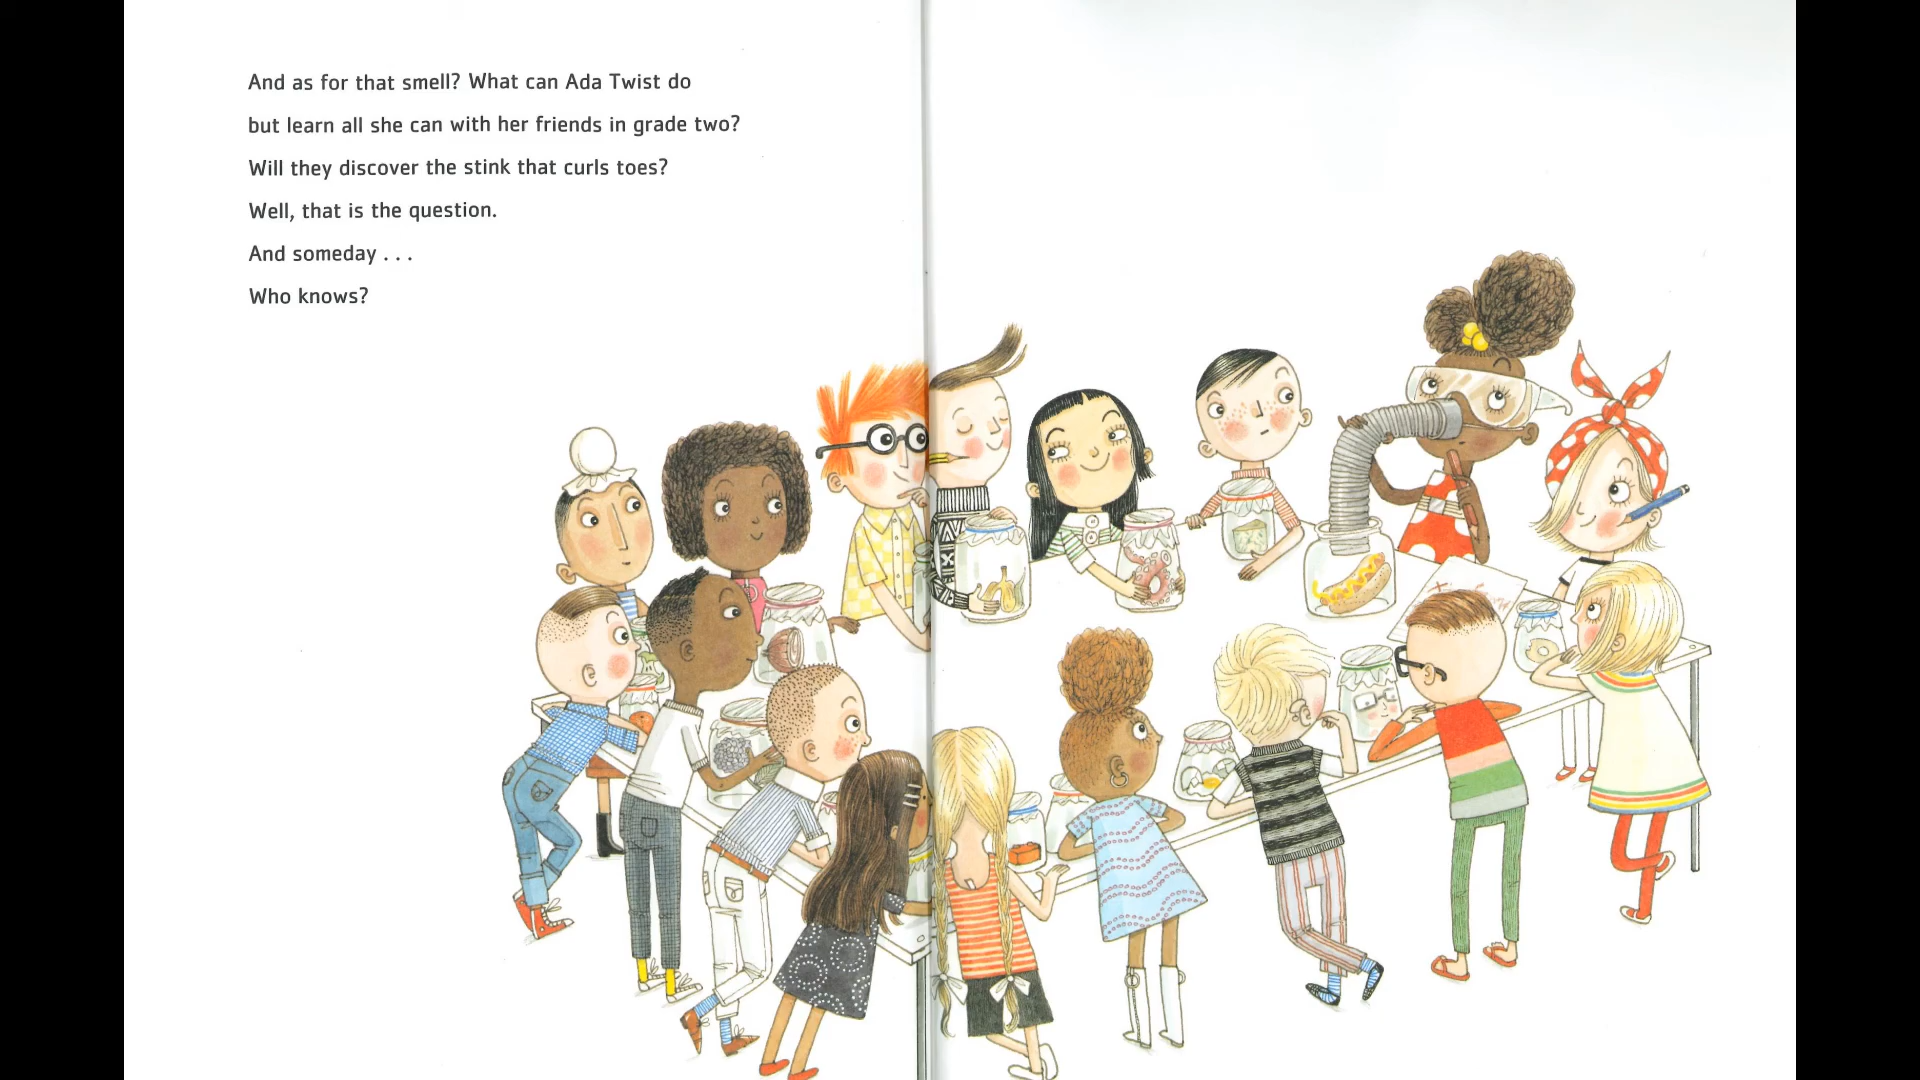 And as for that smell? What can Ada Twist do
but learn all she can with her friends in grade two?
Will they discover the stink that curls toes?
Well, that is the question.
And someday . . .
Who knows?